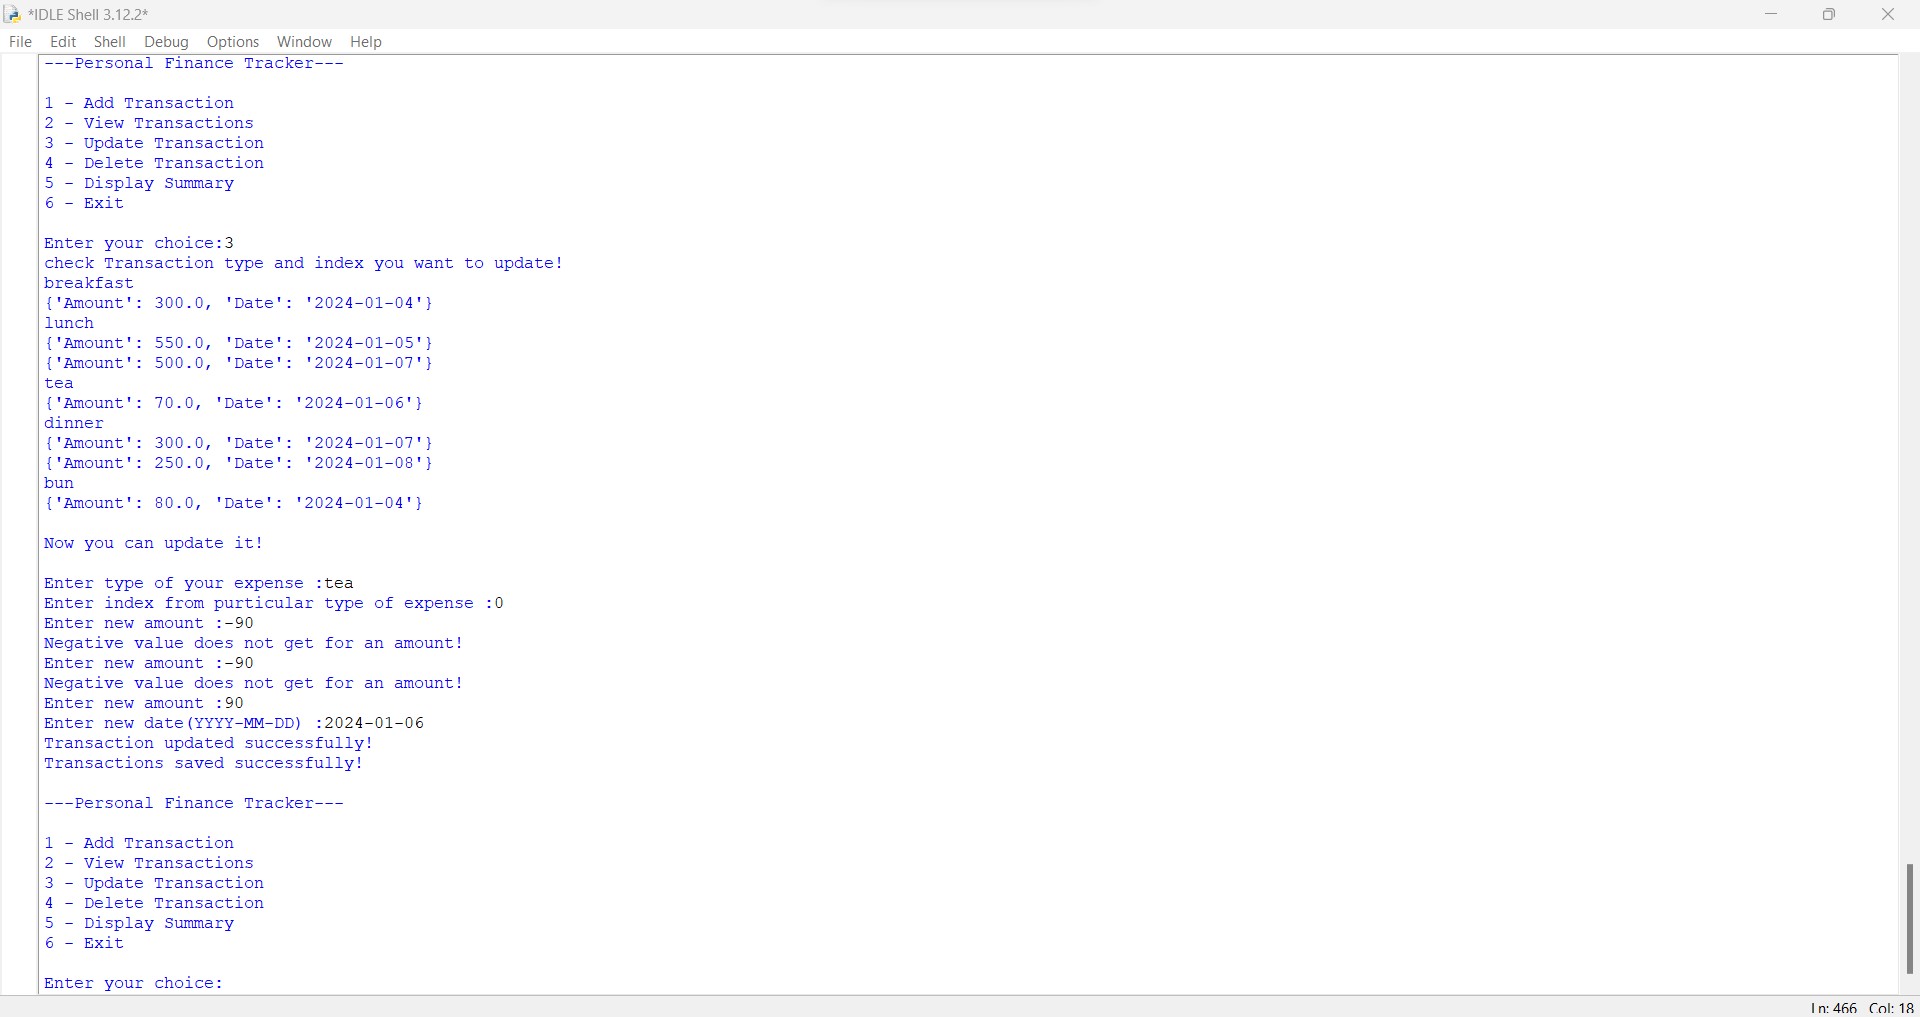 *IDLE Shell 3.12.2*
File Edit Shell Debug Options Window Help
---Personal Finance Tracker---
1 - Add Transaction
2 - View Transactions
3 - Update Transaction
4 - Delete Transaction
5 - Display Summary
6 - Exit
Enter your choice:3
check Transaction type and index you want to update!
breakfast
{'Amount': 300.0, 'Date': '2024-01-04'}
lunch
{'Amount': 550.0, 'Date': '2024-01-05'}
{'Amount': 500.0, 'Date': '2024-01-07'}
tea
{'Amount': 70.0, 'Date': '2024-01-06'}
dinner
{'Amount': 300.0, 'Date': '2024-01-07'}
{'Amount': 250.0, 'Date': '2024-01-08'}
bun
{'Amount': 80.0, 'Date': '2024-01-04'}
Now you can update it!
Enter type of your expense :tea
Enter index from purticular type of expense :0
Enter new amount :-90
Negative value does not get for an amount!
Enter new amount :-90
Negative value does not get for an amount!
Enter new amount :90
Enter new date(YYYY-MM-DD) :2024-01-06
Transaction updated successfully!
Transactions saved successfully!
---Personal Finance Tracker---
1 - Add Transaction
2 - View Transactions
3 - Update Transaction
4 - Delete Transaction
5 - Display Summary
6 - Exit
Enter your choice:
Ln: 466 Col: 18